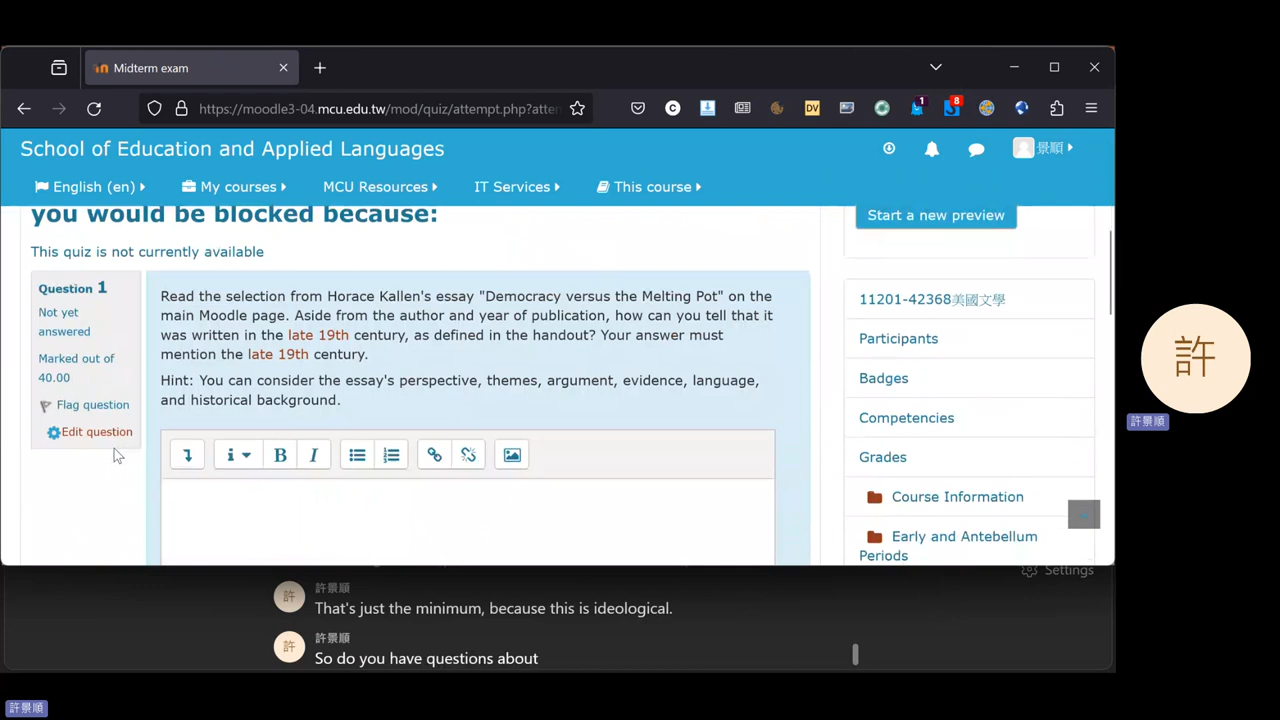 Midterm exam
https://moodle3-04.mcu.edu.tw/mod/quiz/attempt.php?atte
C
DV
1
8
School of Education and Applied Languages
景順
English (en)
My courses
MCU Resources
IT Services
This course
you would be blocked because:
Start a new preview
This quiz is not currently available
Question 1
Not yet
answered
Marked out of
40.00
Flag question
Edit question
Read the selection from Horace Kallen's essay "Democracy versus the Melting Pot" on the
main Moodle page. Aside from the author and year of publication, how can you tell that it
was written in the late 19th century, as defined in the handout? Your answer must
mention the late 19th century.
Hint: You can consider the essay's perspective, themes, argument, evidence, language,
and historical background.
11201-42368美國文學
Participants
Badges
Competencies
Grades
Course Information
Early and Antebellum
Periods
Settings
許
許景順
許
許景順
That's just the minimum, because this is ideological.
許
許景順
So do you have questions about
許景順